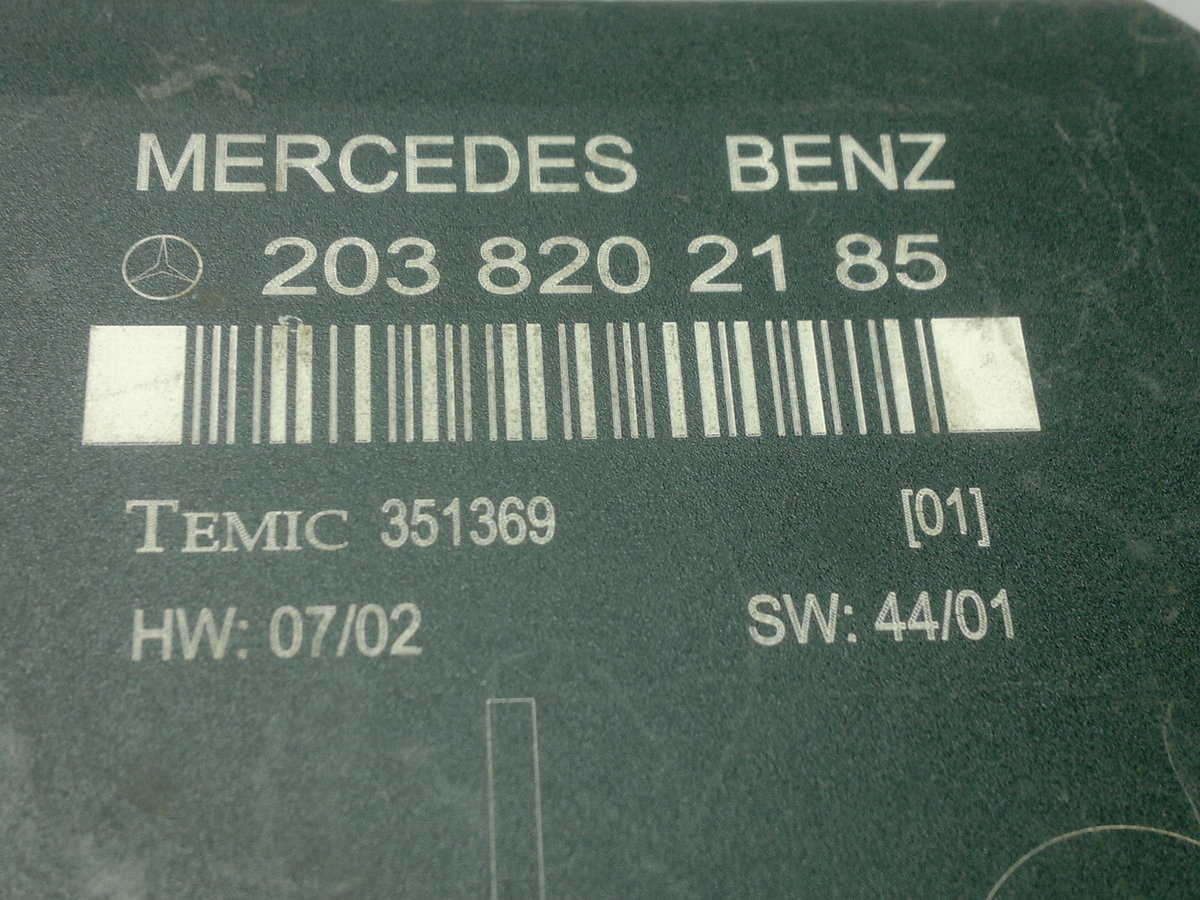 MERCEDES BENZ
203 820 21 85
TEMIC 351369 [01]
HW: 07/02 SW: 44/01